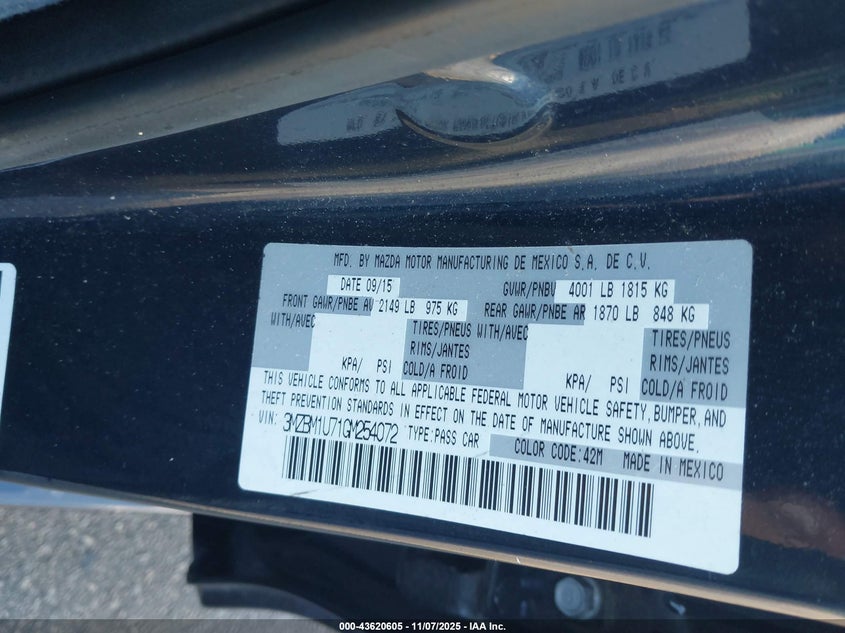 MFD. BY MAZDA MOTOR MANUFACTURING DE MEXICO S.A. DE C.V.
DATE 09/15 GVWR/PNBV 4001 LB 1815 KG
FRONT GAWR/PNBE AV 2149 LB 975 KG REAR GAWR/PNBE AR 1870 LB 848 KG
WITH/AVEC TIRES/PNEUS WITH/AVEC TIRES/PNEUS
RIMS/JANTES RIMS/JANTES
KPA/ PSI COLD/A FROID KPA/ PSI COLD/A FROID
THIS VEHICLE CONFORMS TO ALL APPLICABLE FEDERAL MOTOR VEHICLE SAFETY, BUMPER, AND
THEFT PREVENTION STANDARDS IN EFFECT ON THE DATE OF MANUFACTURE SHOWN ABOVE.
VIN: 3MZBM1U71GM254072 TYPE:PASS CAR COLOR CODE:42M MADE IN MEXICO
000-43620605 - 11/07/2025 - IAA Inc.